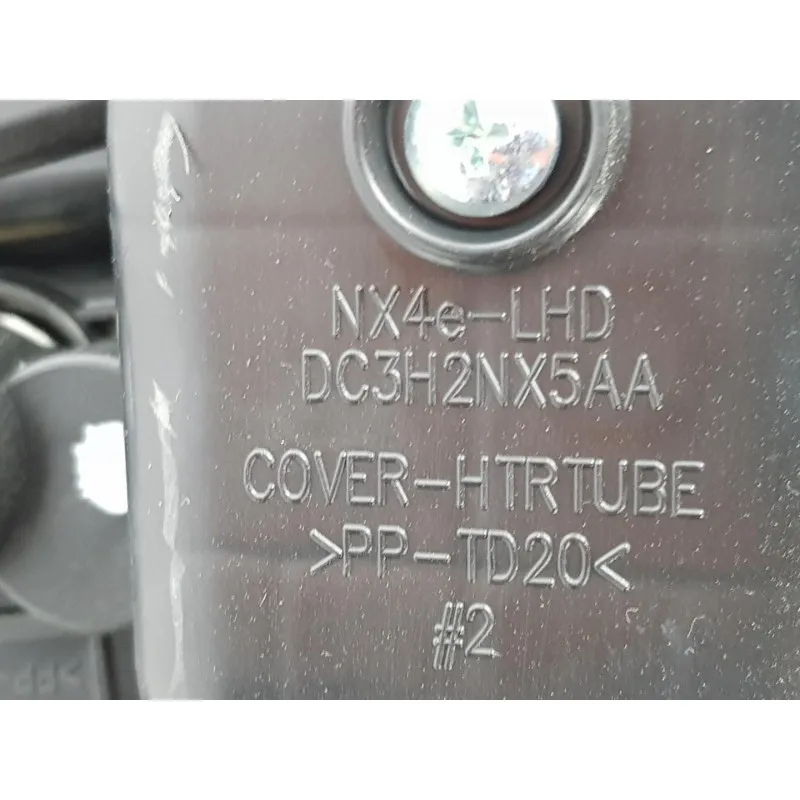 NX4e-LHD
DC3H2NX5AA
COVER-HTRTUBE
>PP-TD20<
#2